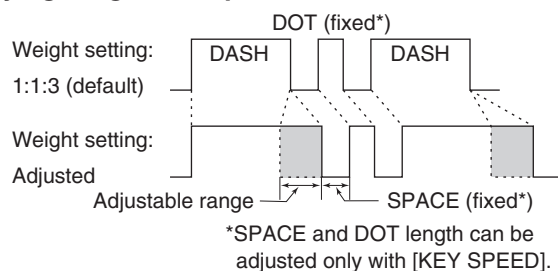 DOT (fixed*)
Weight setting:
1:1:3 (default)
DASH
DASH
Weight setting:
Adjusted
Adjustable range
SPACE (fixed*)
*SPACE and DOT length can be
adjusted only with [KEY SPEED].